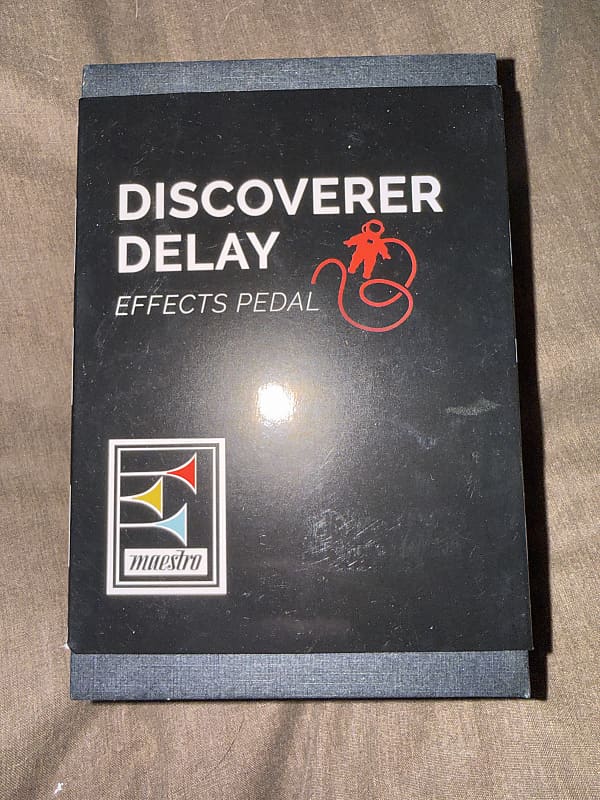 DISCOVERER
DELAY
EFFECTS PEDAL
maestro